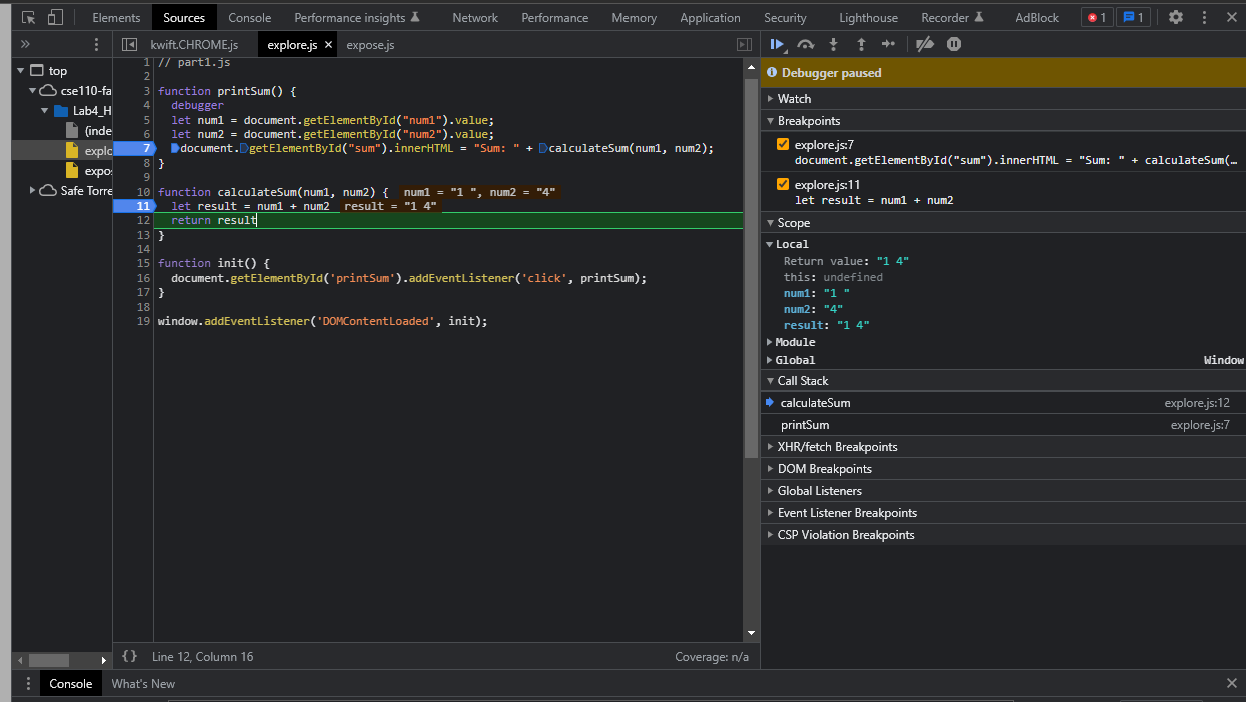 Elements Sources Console Performance insights Network Performance Memory Application Security Lighthouse Recorder AdBlock 1 1
kwift.CHROME.js explore.js × expose.js
top
cse110-fa
Lab4_H
(inde
explo
expos
Safe Torre
1 // part1.js
2
3 function printSum() {
4 debugger
5 let num1 = document.getElementById("num1").value;
6 let num2 = document.getElementById("num2").value;
7 document.getElementById("sum").innerHTML = "Sum: " + calculateSum(num1, num2);
8 }
9
10 function calculateSum(num1, num2) { num1 = "1 ", num2 = "4"
11 let result = num1 + num2 result = "1 4"
12 return result
13 }
14
15 function init() {
16 document.getElementById('printSum').addEventListener('click', printSum);
17 }
18
19 window.addEventListener('DOMContentLoaded', init);
{} Line 12, Column 16 Coverage: n/a
Debugger paused
Watch
Breakpoints
explore.js:7
document.getElementById("sum").innerHTML = "Sum: " + calculateSum(…
explore.js:11
let result = num1 + num2
Scope
Local
Return value: "1 4"
this: undefined
num1: "1 "
num2: "4"
result: "1 4"
Module
Global Window
Call Stack
calculateSum explore.js:12
printSum explore.js:7
XHR/fetch Breakpoints
DOM Breakpoints
Global Listeners
Event Listener Breakpoints
CSP Violation Breakpoints
Console What's New